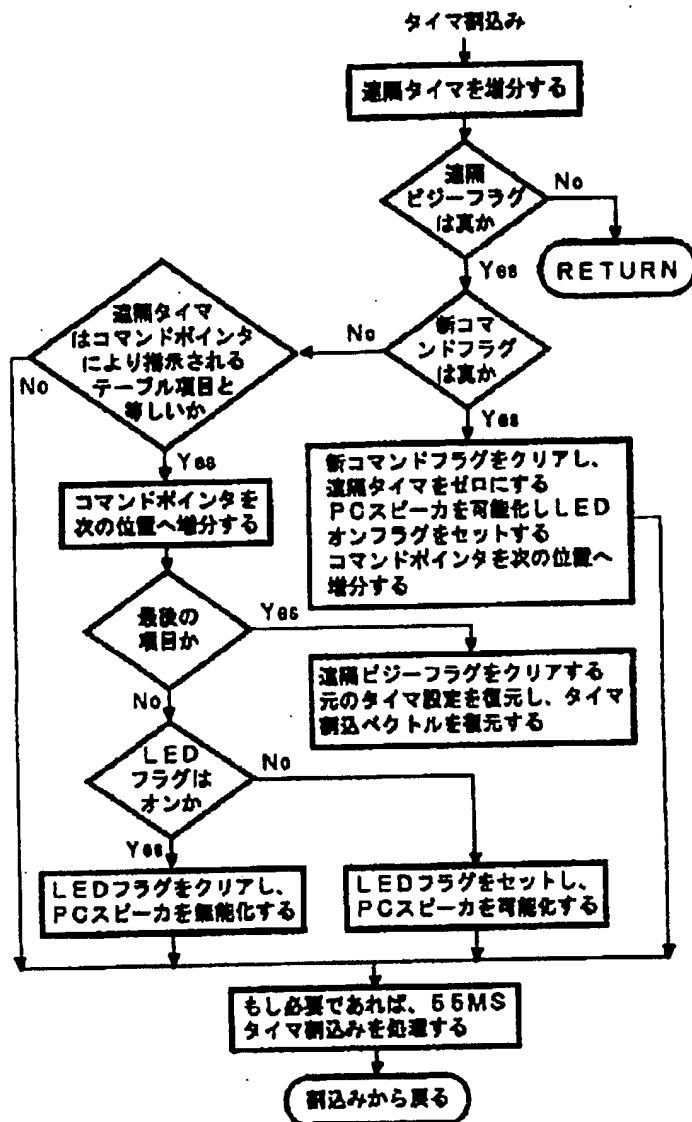 タイマ割込み
遠隔タイマを増分する
遠隔
ビジーフラグ
は真か
No
RETURN
Yes
新コマ
ンドフラグ
は真か
No
遠隔タイマ
はコマンドポインタ
により指示される
テーブル項目と
等しいか
No
Yes
Yes
新コマンドフラグをクリアし、
遠隔タイマをゼロにする
PCスピーカを可能化しLED
オンフラグをセットする
コマンドポインタを次の位置へ
増分する
コマンドポインタを
次の位置へ増分する
最後の
項目か
Yes
遠隔ビジーフラグをクリアする
元のタイマ設定を復元し、タイマ
割込ベクトルを復元する
No
LED
フラグは
オンか
No
Yes
LEDフラグをクリアし、
PCスピーカを無能化する
LEDフラグをセットし、
PCスピーカを可能化する
もし必要であれば、55MS
タイマ割込みを処理する
割込みから戻る